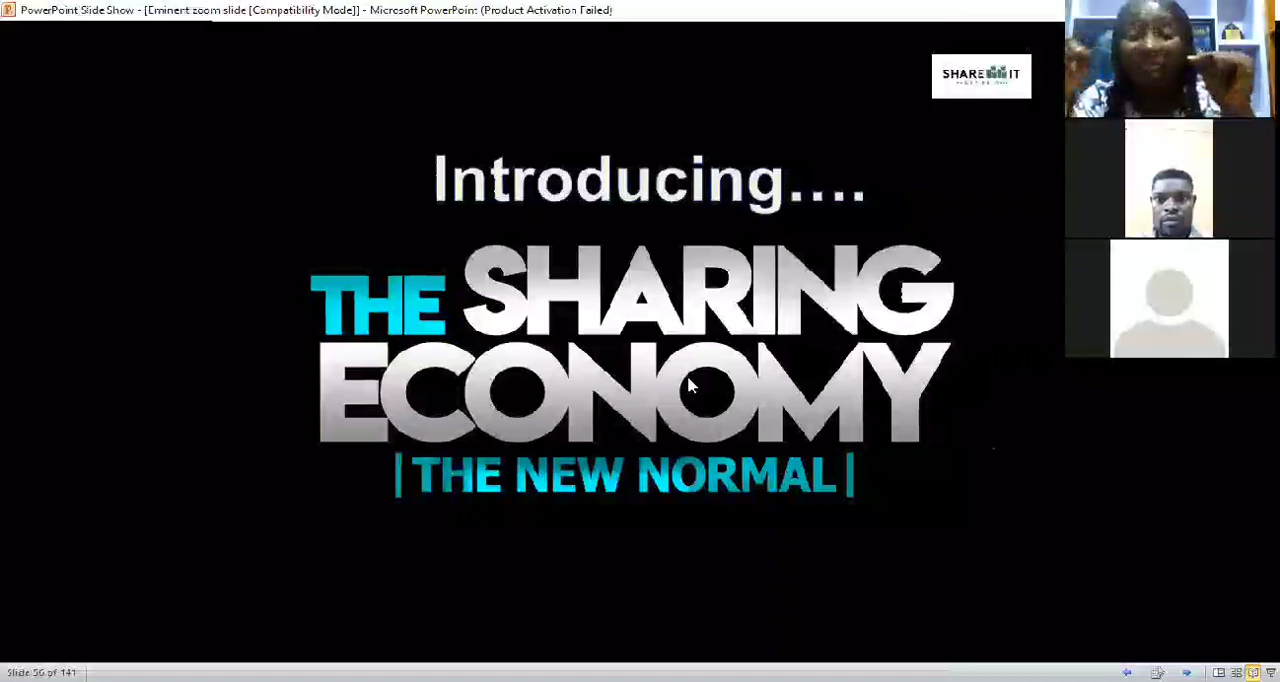 PowerPoint Slide Show - [Eminent zoom slide [Compatibility Mode]] - Microsoft PowerPoint (Product Activation Failed)
SHARE IT
Introducing....
THE SHARING
ECONOMY
|THE NEW NORMAL|
Slide 56 of 141